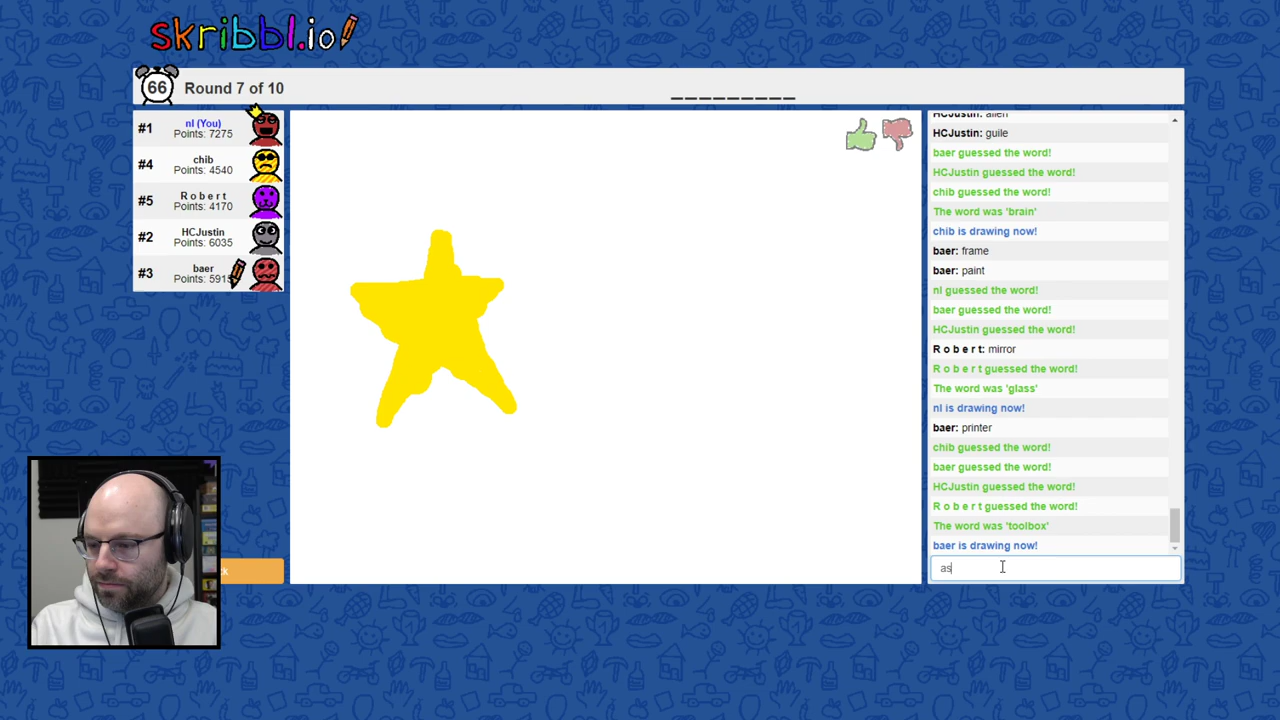 skribbl.io
66
Round 7 of 10
_________
#1
nl (You)
Points: 7275
#4
chib
Points: 4540
#5
R o b e r t
Points: 4170
#2
HCJustin
Points: 6035
#3
baer
Points: 5915
HCJustin: alien
HCJustin: guile
baer guessed the word!
HCJustin guessed the word!
chib guessed the word!
The word was 'brain'
chib is drawing now!
baer: frame
baer: paint
nl guessed the word!
baer guessed the word!
HCJustin guessed the word!
R o b e r t: mirror
R o b e r t guessed the word!
The word was 'glass'
nl is drawing now!
baer: printer
chib guessed the word!
baer guessed the word!
HCJustin guessed the word!
R o b e r t guessed the word!
The word was 'toolbox'
baer is drawing now!
as